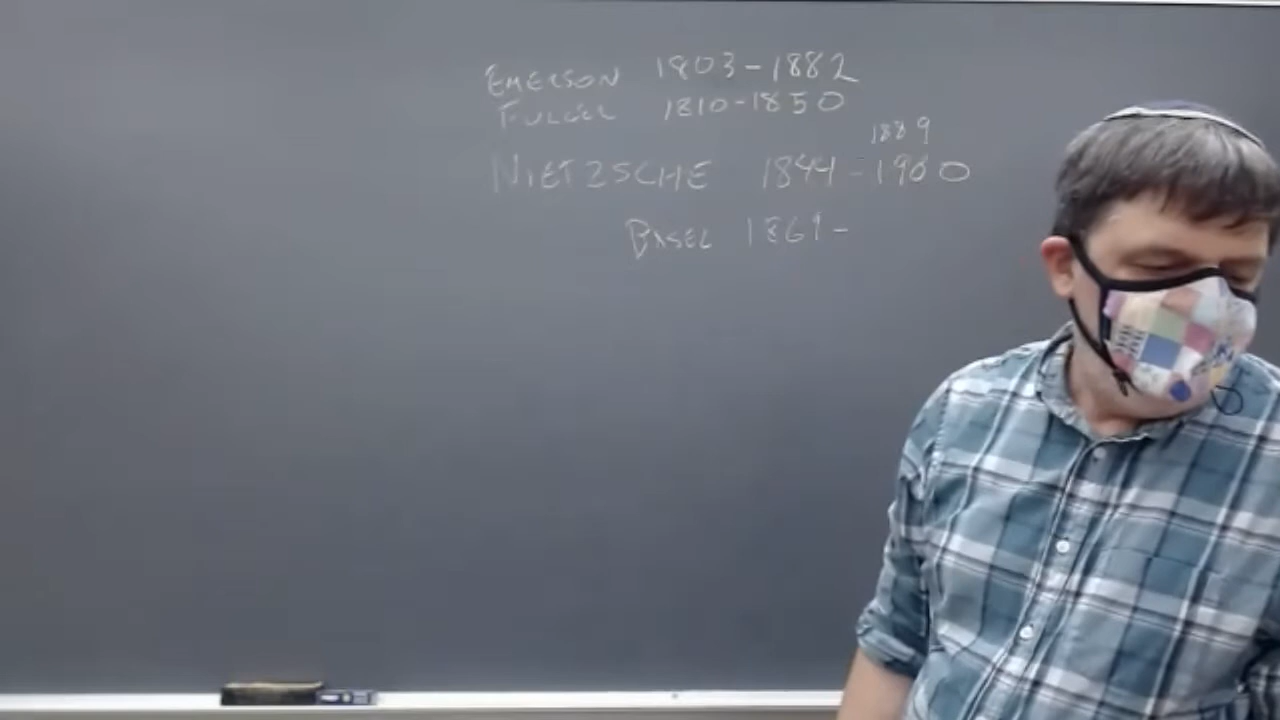 EMERSON 1803-1882
FULLER 1810-1850
1889
NIETZSCHE 1844-1900
BASEL 1869-